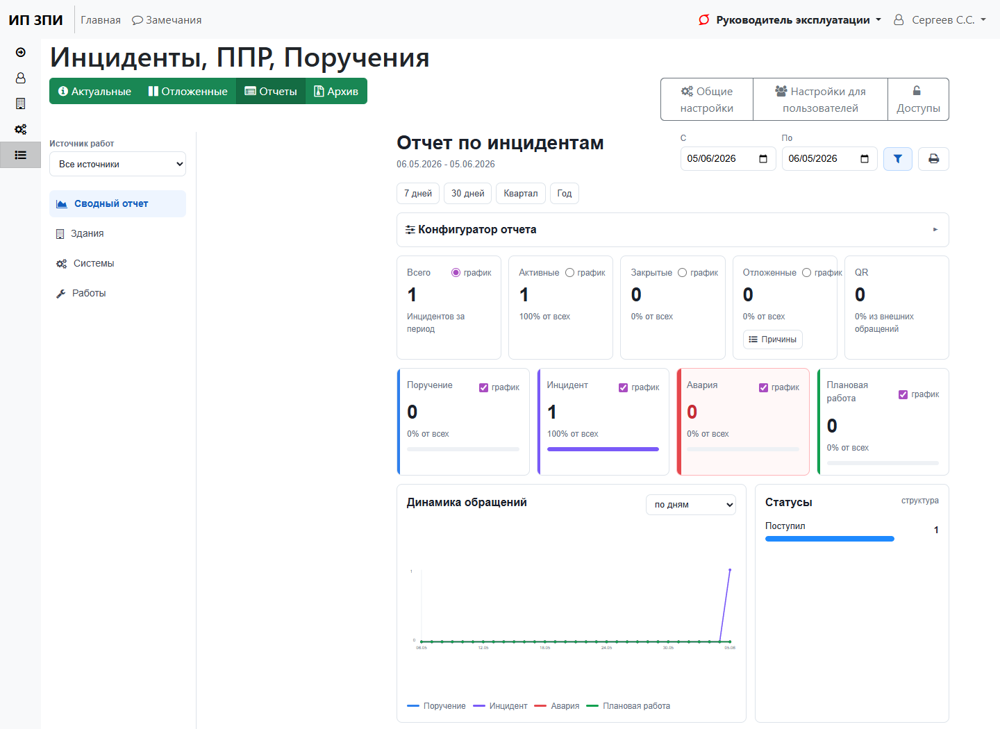 ИП ЗПИ
Главная
Замечания
Руководитель эксплуатации
Сергеев С.С.
Инциденты, ППР, Поручения
Актуальные
Отложенные
Отчеты
Архив
Общие настройки
Настройки для пользователей
Доступы
Источник работ
Все источники
Сводный отчет
Здания
Системы
Работы
Отчет по инцидентам
06.05.2026 - 05.06.2026
С
05/06/2026
По
06/05/2026
7 дней
30 дней
Квартал
Год
Конфигуратор отчета
Всего
график
1
Инцидентов за
период
Активные
график
1
100% от всех
Закрытые
график
0
0% от всех
Отложенные
график
0
0% от всех
Причины
QR
0
0% из внешних
обращений
Поручение
график
0
0% от всех
Инцидент
график
1
100% от всех
Авария
график
0
0% от всех
Плановая
работа
график
0
0% от всех
Динамика обращений
по дням
1
0
06.05
12.05
18.05
24.05
30.05
05.06
Поручение
Инцидент
Авария
Плановая работа
Статусы
структура
Поступил
1